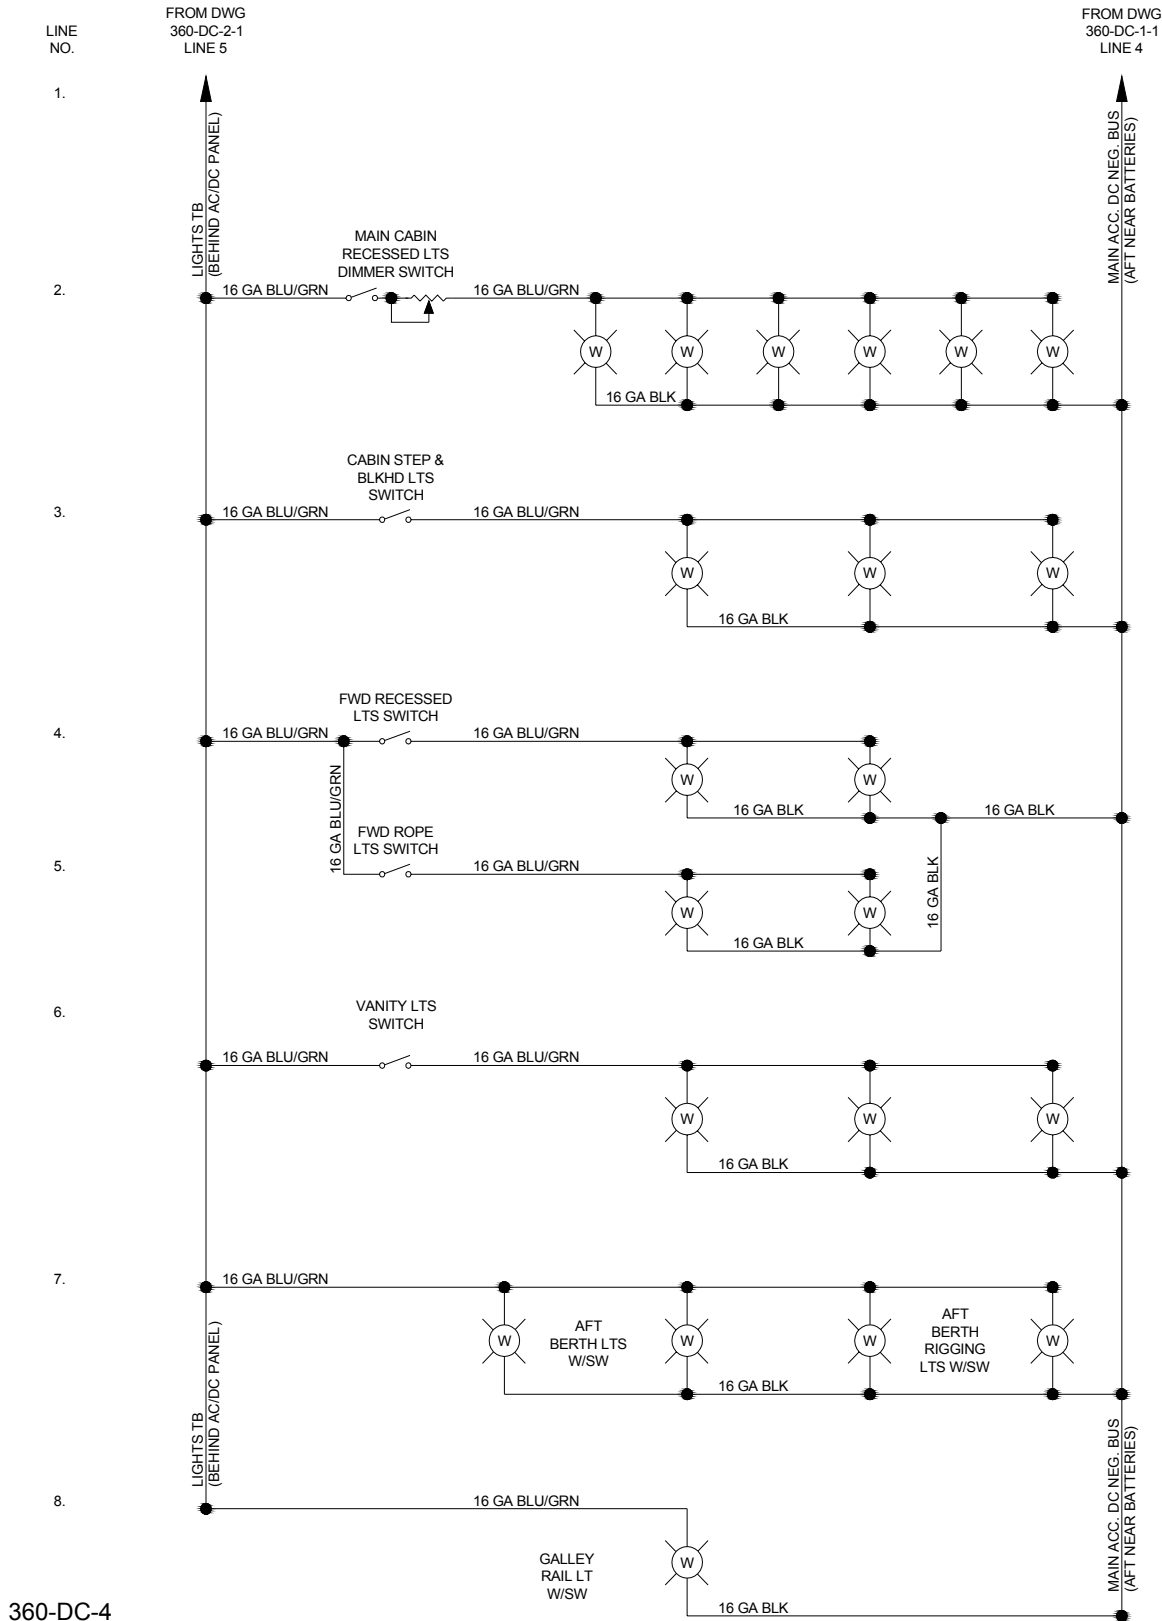 LINE
NO.
FROM DWG
360-DC-2-1
LINE 5
FROM DWG
360-DC-1-1
LINE 4
1.
LIGHTS TB
(BEHIND AC/DC PANEL)
MAIN ACC. DC NEG. BUS
(AFT NEAR BATTERIES)
MAIN CABIN
RECESSED LTS
DIMMER SWITCH
2.
16 GA BLU/GRN
16 GA BLU/GRN
W
W
W
W
W
W
16 GA BLK
CABIN STEP &
BLKHD LTS
SWITCH
3.
16 GA BLU/GRN
16 GA BLU/GRN
W
W
W
16 GA BLK
FWD RECESSED
LTS SWITCH
4.
16 GA BLU/GRN
16 GA BLU/GRN
W
W
16 GA BLU/GRN
16 GA BLK
16 GA BLK
FWD ROPE
LTS SWITCH
5.
16 GA BLU/GRN
W
W
16 GA BLK
16 GA BLK
6.
VANITY LTS
SWITCH
16 GA BLU/GRN
16 GA BLU/GRN
W
W
W
16 GA BLK
7.
16 GA BLU/GRN
W
AFT
BERTH LTS
W/SW
W
W
AFT
BERTH
RIGGING
LTS W/SW
W
16 GA BLK
LIGHTS TB
(BEHIND AC/DC PANEL)
MAIN ACC. DC NEG. BUS
(AFT NEAR BATTERIES)
8.
16 GA BLU/GRN
GALLEY
RAIL LT
W/SW
W
16 GA BLK
360-DC-4